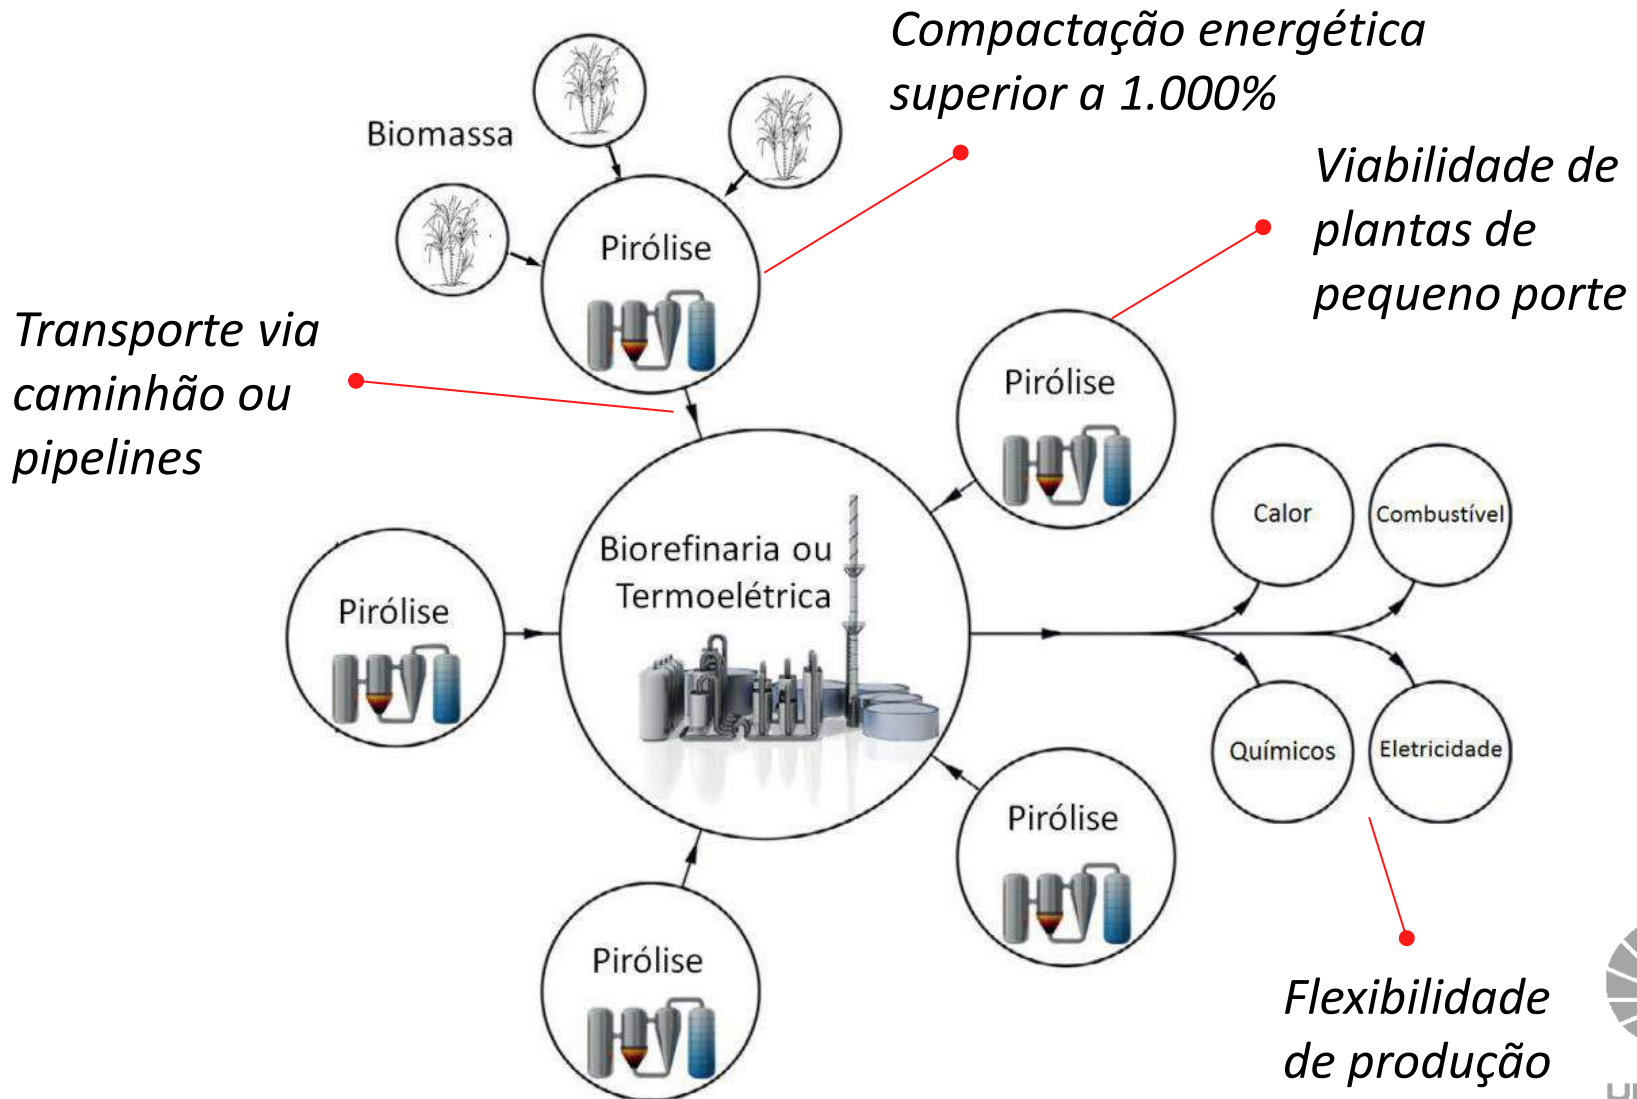 Compactação energética
superior a 1.000%
Biomassa
Viabilidade de
plantas de
pequeno porte
Pirólise
Transporte via
caminhão ou
pipelines
Pirólise
Calor
Combustível
Biorefinaria ou
Termoelétrica
Pirólise
Químicos
Eletricidade
Pirólise
Pirólise
Flexibilidade
de produção